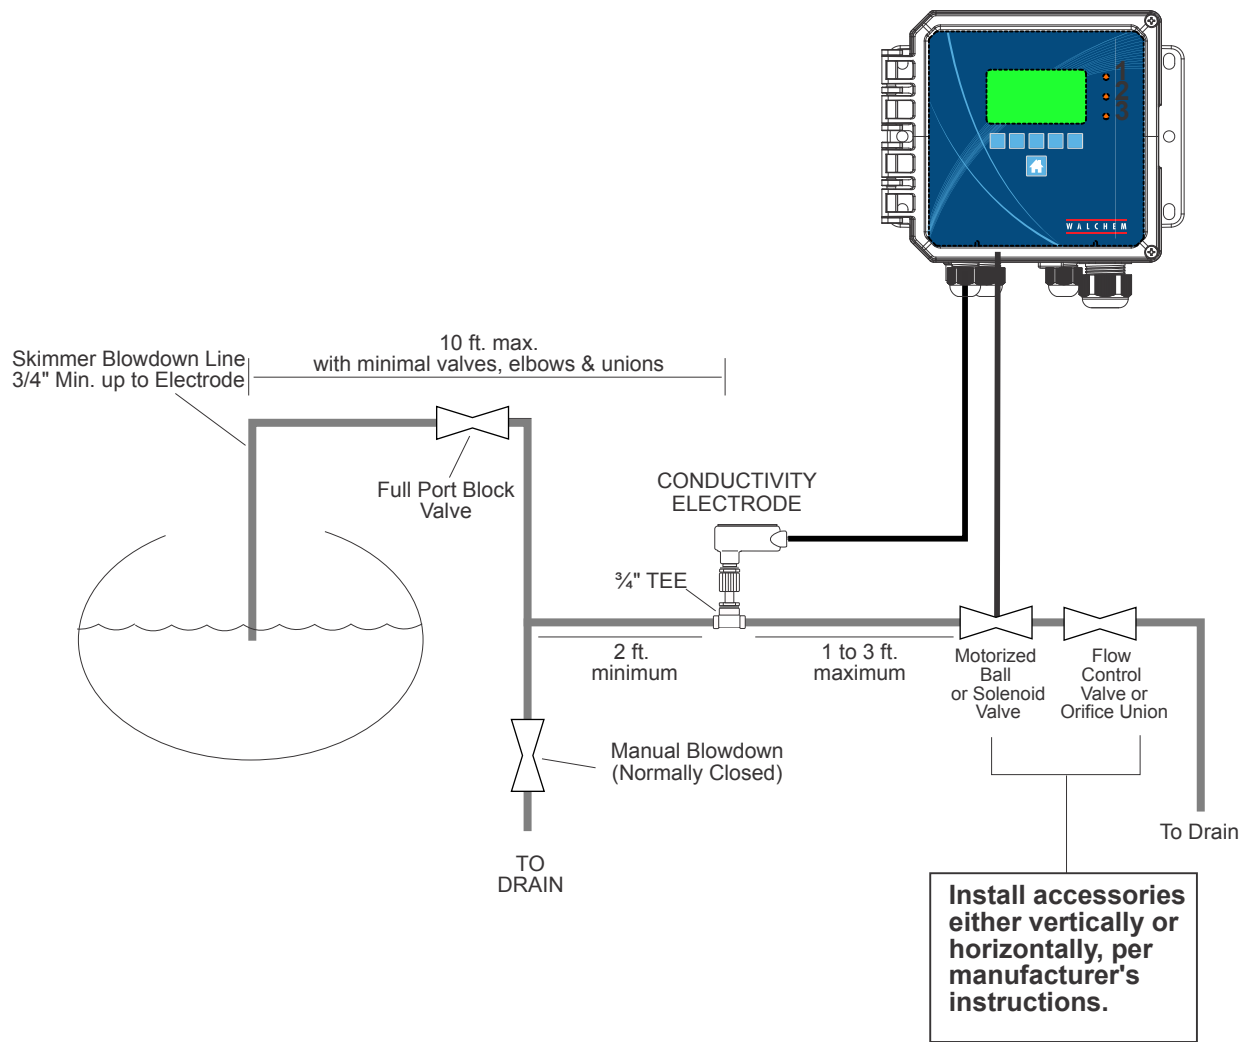 1 2 3
WALCHEM
10 ft. max.
with minimal valves, elbows & unions
Skimmer Blowdown Line
3/4" Min. up to Electrode
Full Port Block
Valve
CONDUCTIVITY
ELECTRODE
¾" TEE
2 ft.
minimum
1 to 3 ft.
maximum
Motorized
Ball
or Solenoid
Valve
Flow
Control
Valve or
Orifice Union
Manual Blowdown
(Normally Closed)
To Drain
TO
DRAIN
Install accessories
either vertically or
horizontally, per
manufacturer's
instructions.